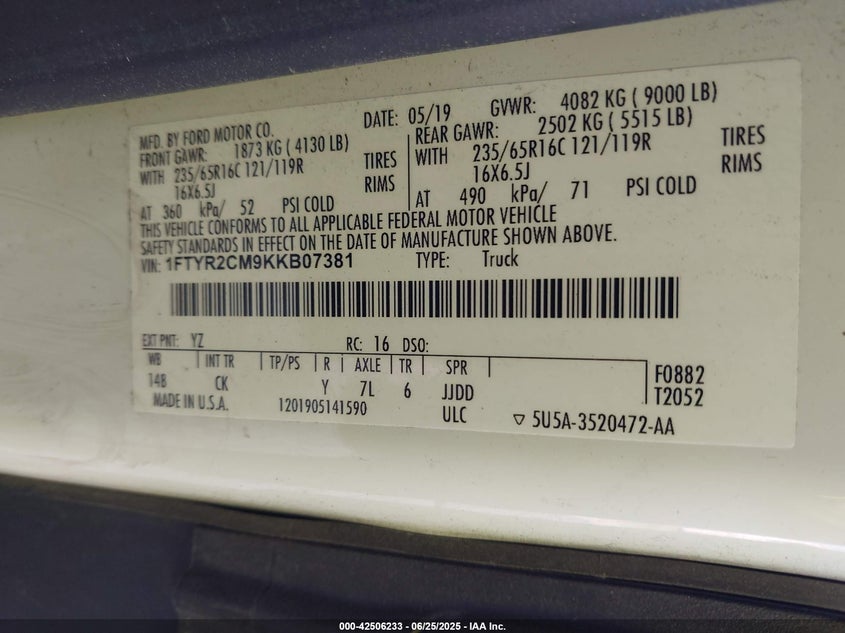 MFD. BY FORD MOTOR CO. DATE: 05/19 GVWR: 4082 KG ( 9000 LB)
FRONT GAWR: 1873 KG ( 4130 LB) REAR GAWR: 2502 KG ( 5515 LB)
WITH 235/65R16C 121/119R TIRES WITH 235/65R16C 121/119R TIRES
16X6.5J RIMS 16X6.5J RIMS
AT 360 kPa/ 52 PSI COLD AT 490 kPa/ 71 PSI COLD
THIS VEHICLE CONFORMS TO ALL APPLICABLE FEDERAL MOTOR VEHICLE
SAFETY STANDARDS IN EFFECT ON THE DATE OF MANUFACTURE SHOWN ABOVE.
VIN: 1FTYR2CM9KKB07381 TYPE: Truck
EXT PNT: YZ RC: 16 DSO:
WB INT TR TP/PS R AXLE TR SPR
148 CK Y 7L 6 JJDD F0882
T2052
MADE IN U.S.A. 1201905141590 ULC ▽ 5U5A-3520472-AA
000-42506233 - 06/25/2025 - IAA Inc.